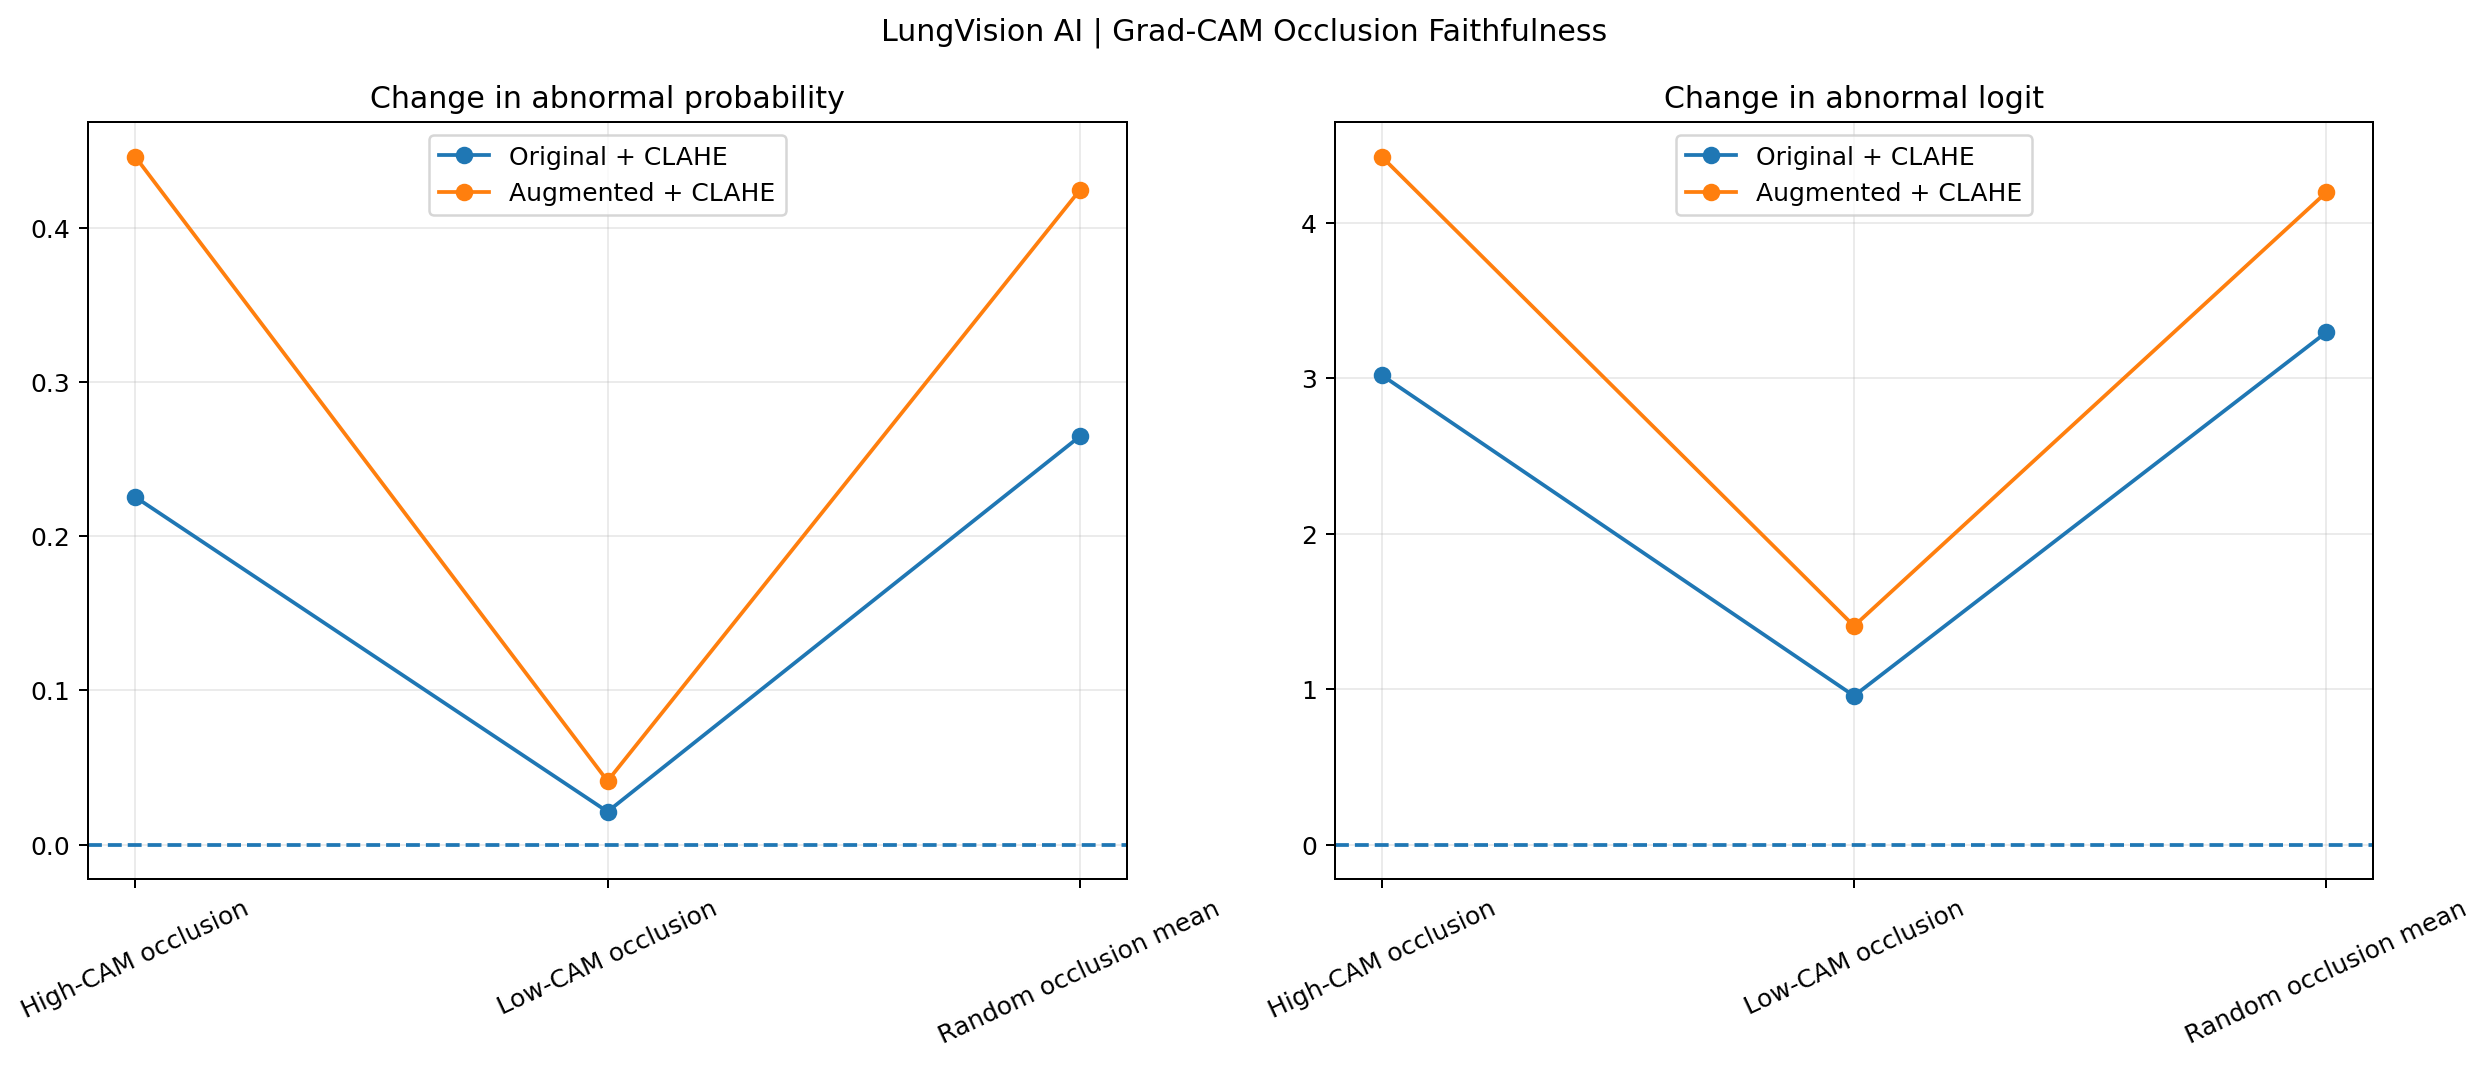 LungVision AI | Grad-CAM Occlusion Faithfulness
Change in abnormal probability
Original + CLAHE
Augmented + CLAHE
0.4
0.3
0.2
0.1
0.0
High-CAM occlusion
Low-CAM occlusion
Random occlusion mean
Change in abnormal logit
Original + CLAHE
Augmented + CLAHE
4
3
2
1
0
High-CAM occlusion
Low-CAM occlusion
Random occlusion mean